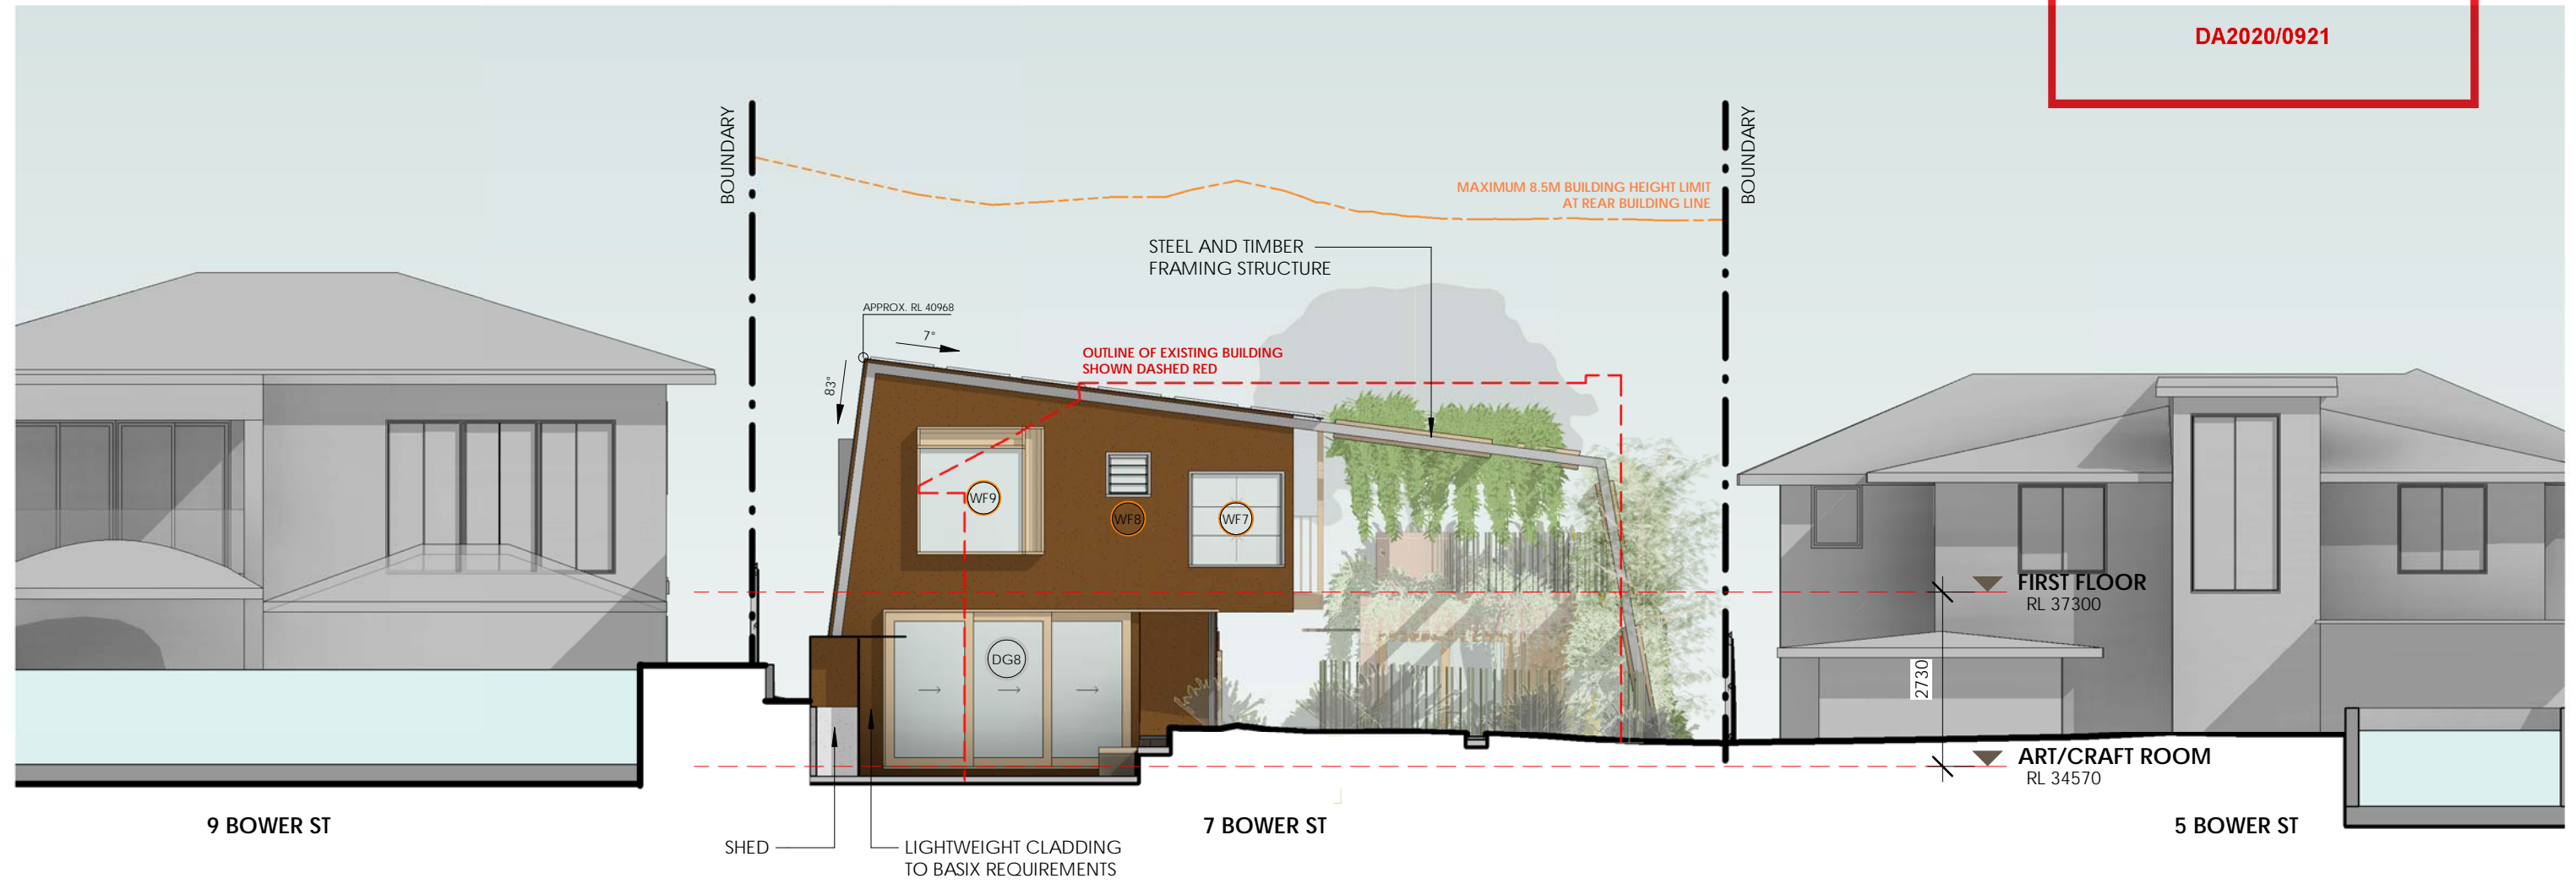 DA2020/0921
BOUNDARY
BOUNDARY
MAXIMUM 8.5M BUILDING HEIGHT LIMIT
AT REAR BUILDING LINE
STEEL AND TIMBER
FRAMING STRUCTURE
APPROX. RL 40968
7°
83°
OUTLINE OF EXISTING BUILDING
SHOWN DASHED RED
WF9
WF8
WF7
FIRST FLOOR
RL 37300
DG8
2730
ART/CRAFT ROOM
RL 34570
9 BOWER ST
7 BOWER ST
5 BOWER ST
SHED
LIGHTWEIGHT CLADDING
TO BASIX REQUIREMENTS